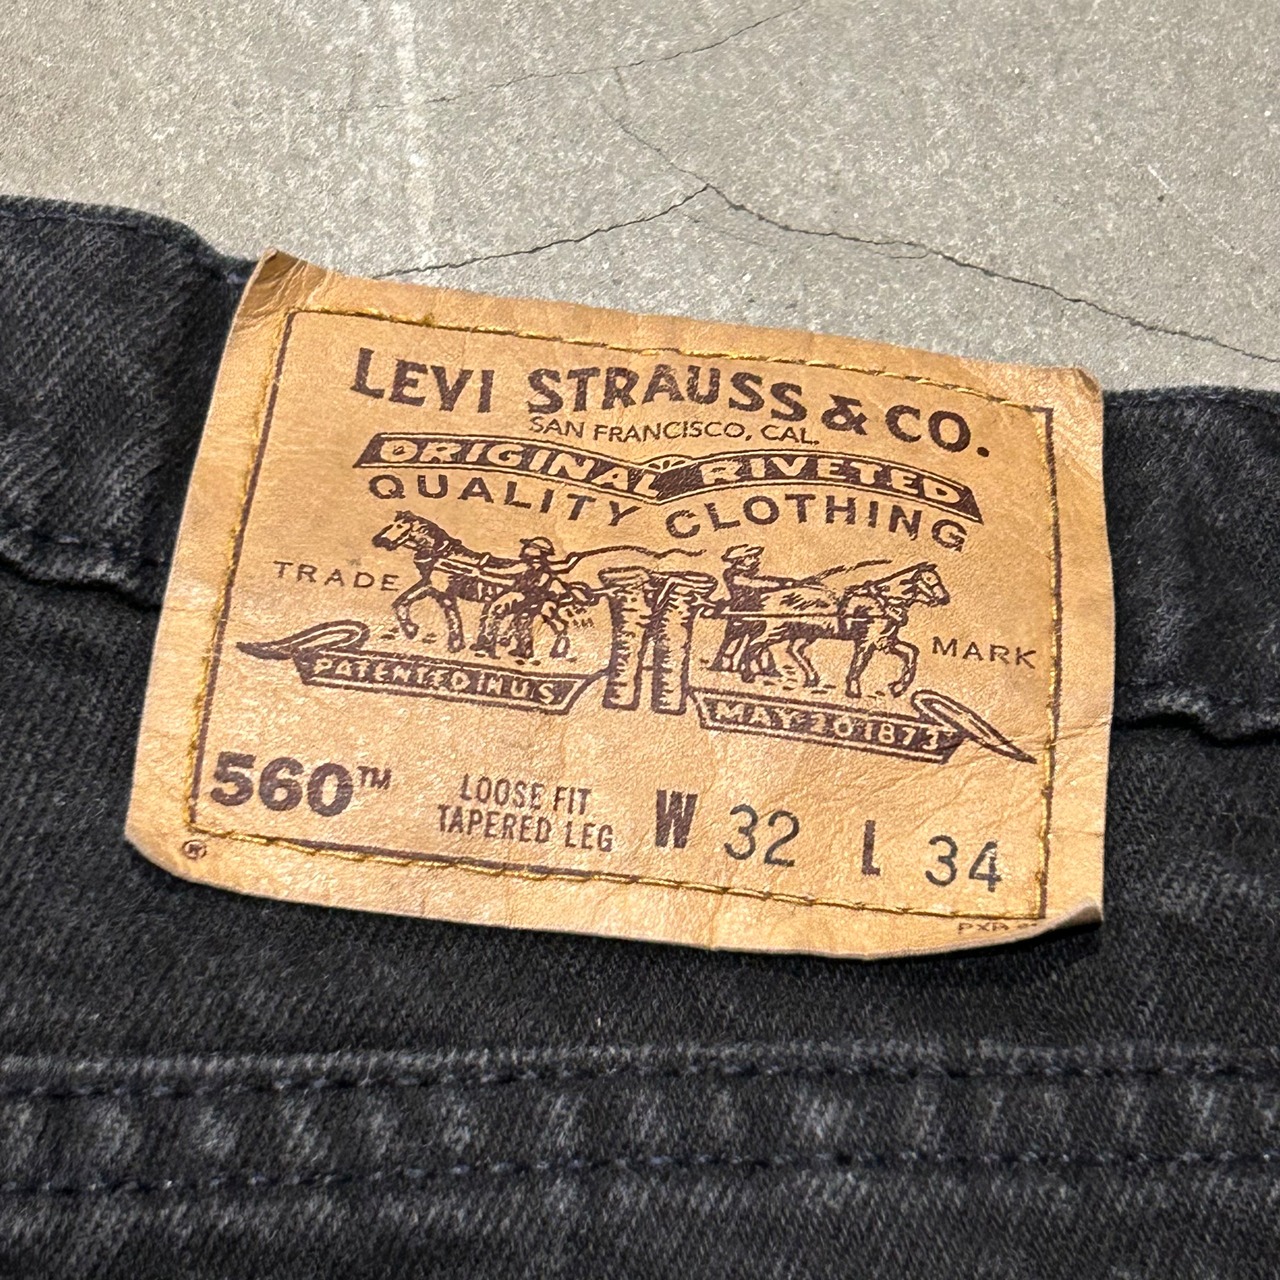 LEVI STRAUSS & CO.
SAN FRANCISCO, CAL.
ORIGINAL RIVETED
QUALITY CLOTHING
TRADE MARK
PATENTED IN U S
MAY 20 1873
560™ LOOSE FIT
TAPERED LEG
W 32 L 34
®